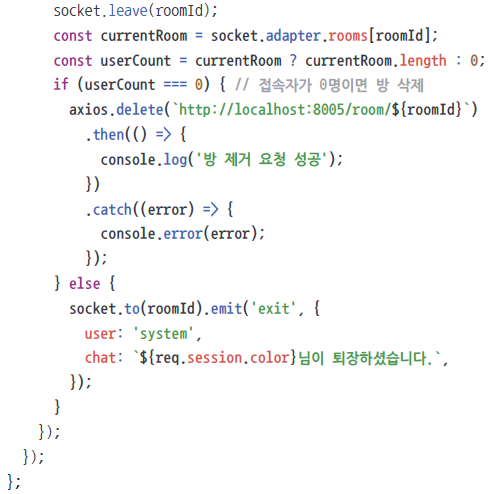 socket.leave(roomId);
const currentRoom = socket.adapter.rooms[roomId];
const userCount = currentRoom ? currentRoom.length : 0;
if (userCount === 0) { // 접속자가 0명이면 방 삭제
axios.delete(`http://localhost:8005/room/${roomId}`)
.then(() => {
console.log('방 제거 요청 성공');
})
.catch((error) => {
console.error(error);
});
} else {
socket.to(roomId).emit('exit', {
user: 'system',
chat: `${req.session.color}님이 퇴장하셨습니다.`,
});
}
});
});
};